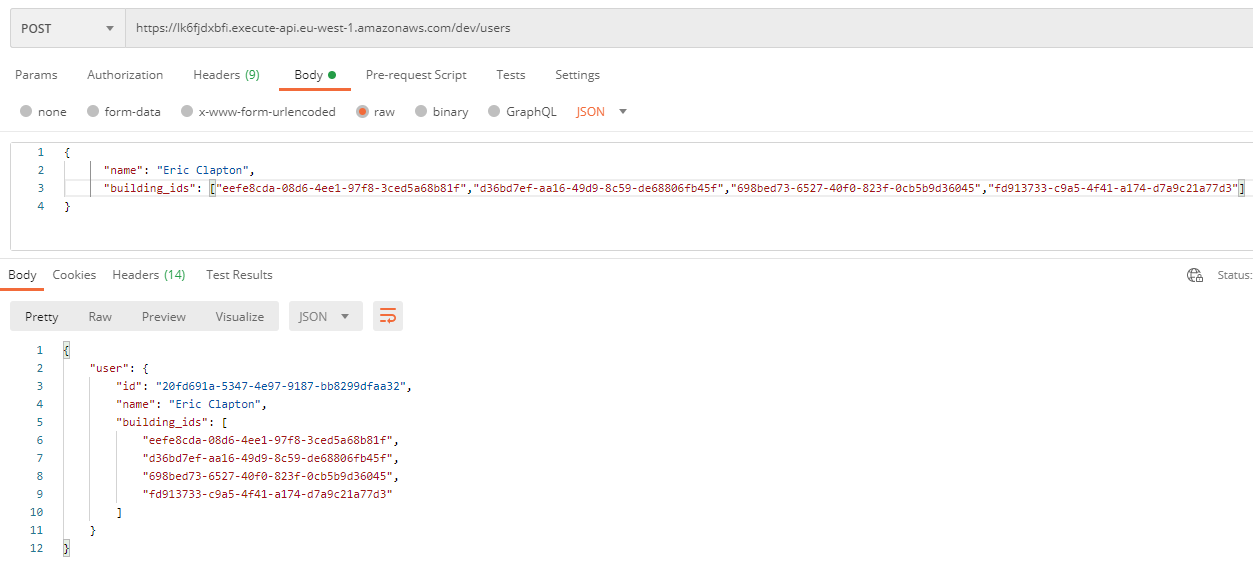 POST https://lk6fjdxbfi.execute-api.eu-west-1.amazonaws.com/dev/users
Params Authorization Headers (9) Body Pre-request Script Tests Settings
none form-data x-www-form-urlencoded raw binary GraphQL JSON
1 {
2 "name": "Eric Clapton",
3 "building_ids": ["eefe8cda-08d6-4ee1-97f8-3ced5a68b81f","d36bd7ef-aa16-49d9-8c59-de68806fb45f","698bed73-6527-40f0-823f-0cb5b9d36045","fd913733-c9a5-4f41-a174-d7a9c21a77d3"]
4 }
Body Cookies Headers (14) Test Results Status:
Pretty Raw Preview Visualize JSON
1 {
2 "user": {
3 "id": "20fd691a-5347-4e97-9187-bb8299dfaa32",
4 "name": "Eric Clapton",
5 "building_ids": [
6 "eefe8cda-08d6-4ee1-97f8-3ced5a68b81f",
7 "d36bd7ef-aa16-49d9-8c59-de68806fb45f",
8 "698bed73-6527-40f0-823f-0cb5b9d36045",
9 "fd913733-c9a5-4f41-a174-d7a9c21a77d3"
10 ]
11 }
12 }